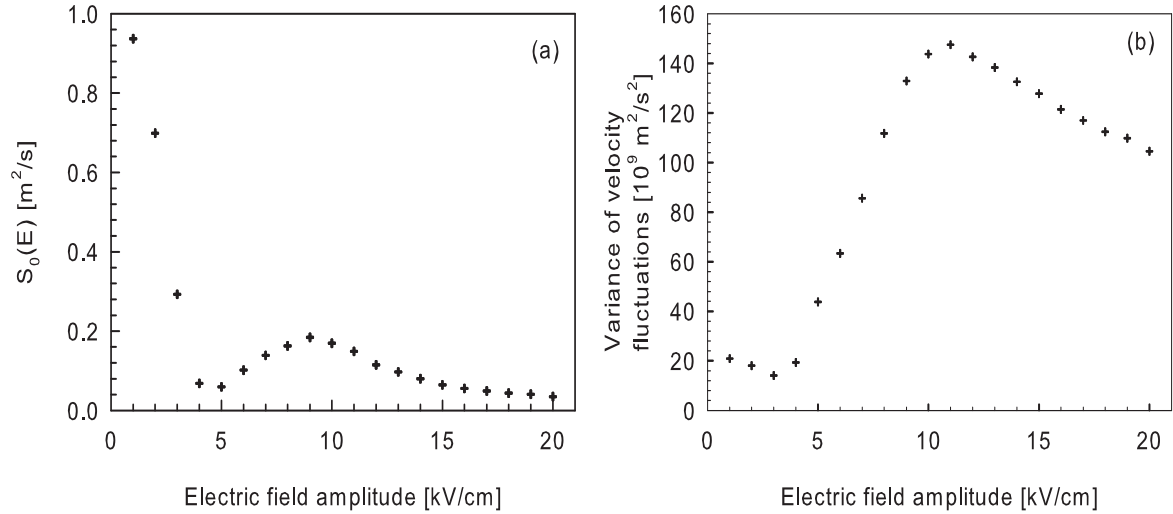 1.0
0.8
0.6
0.4
0.2
0.0
0 5 10 15 20
S₀(E) [m²/s]
Electric field amplitude [kV/cm]
(a)
160
140
120
100
80
60
40
20
0
0 5 10 15 20
Variance of velocity
fluctuations [10⁹ m²/s²]
Electric field amplitude [kV/cm]
(b)